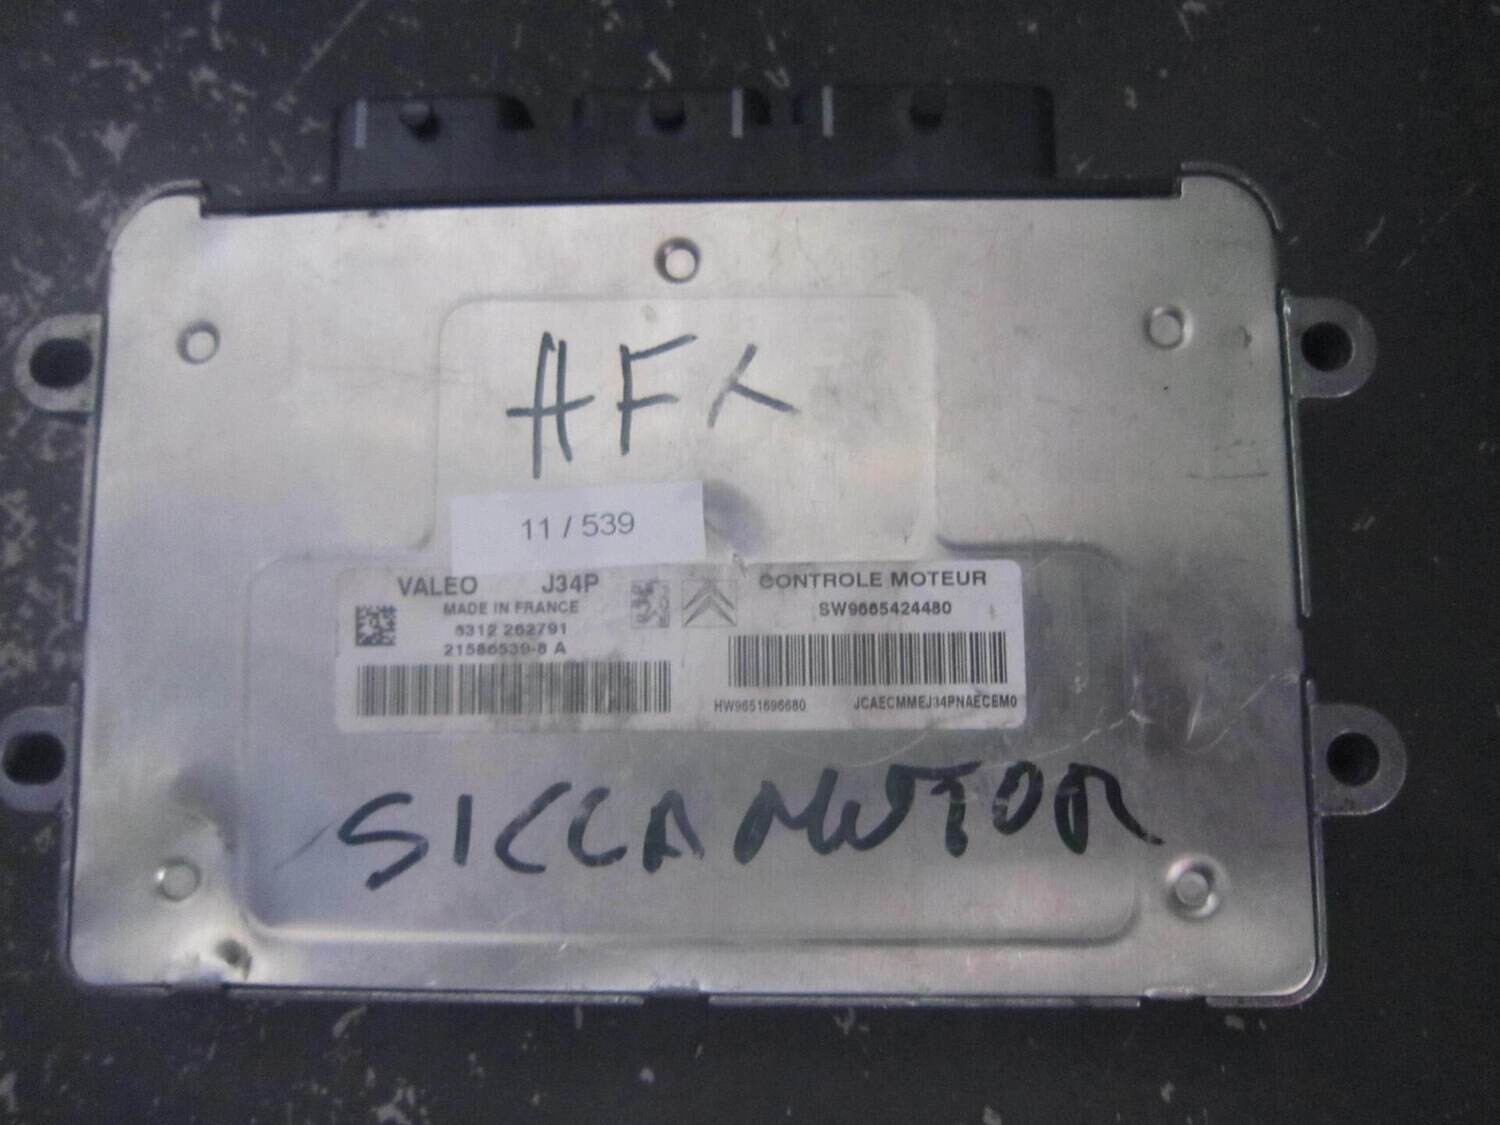 AFK
11 / 539
VALEO J34P
MADE IN FRANCE
6312 262791
21586539-8 A
CONTROLE MOTEUR
SW9665424480
HW9651696680 JCAECMMEJ34PNAECEM0
SICCAMOTOR